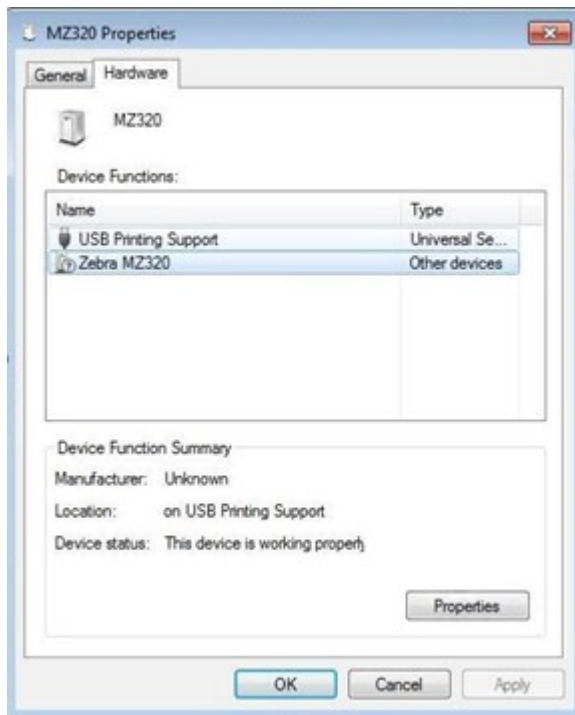 MZ320 Properties
General Hardware
MZ320
Device Functions:
Name Type
USB Printing Support Universal Se...
Zebra MZ320 Other devices
Device Function Summary
Manufacturer: Unknown
Location: on USB Printing Support
Device status: This device is working properly
Properties
OK Cancel Apply